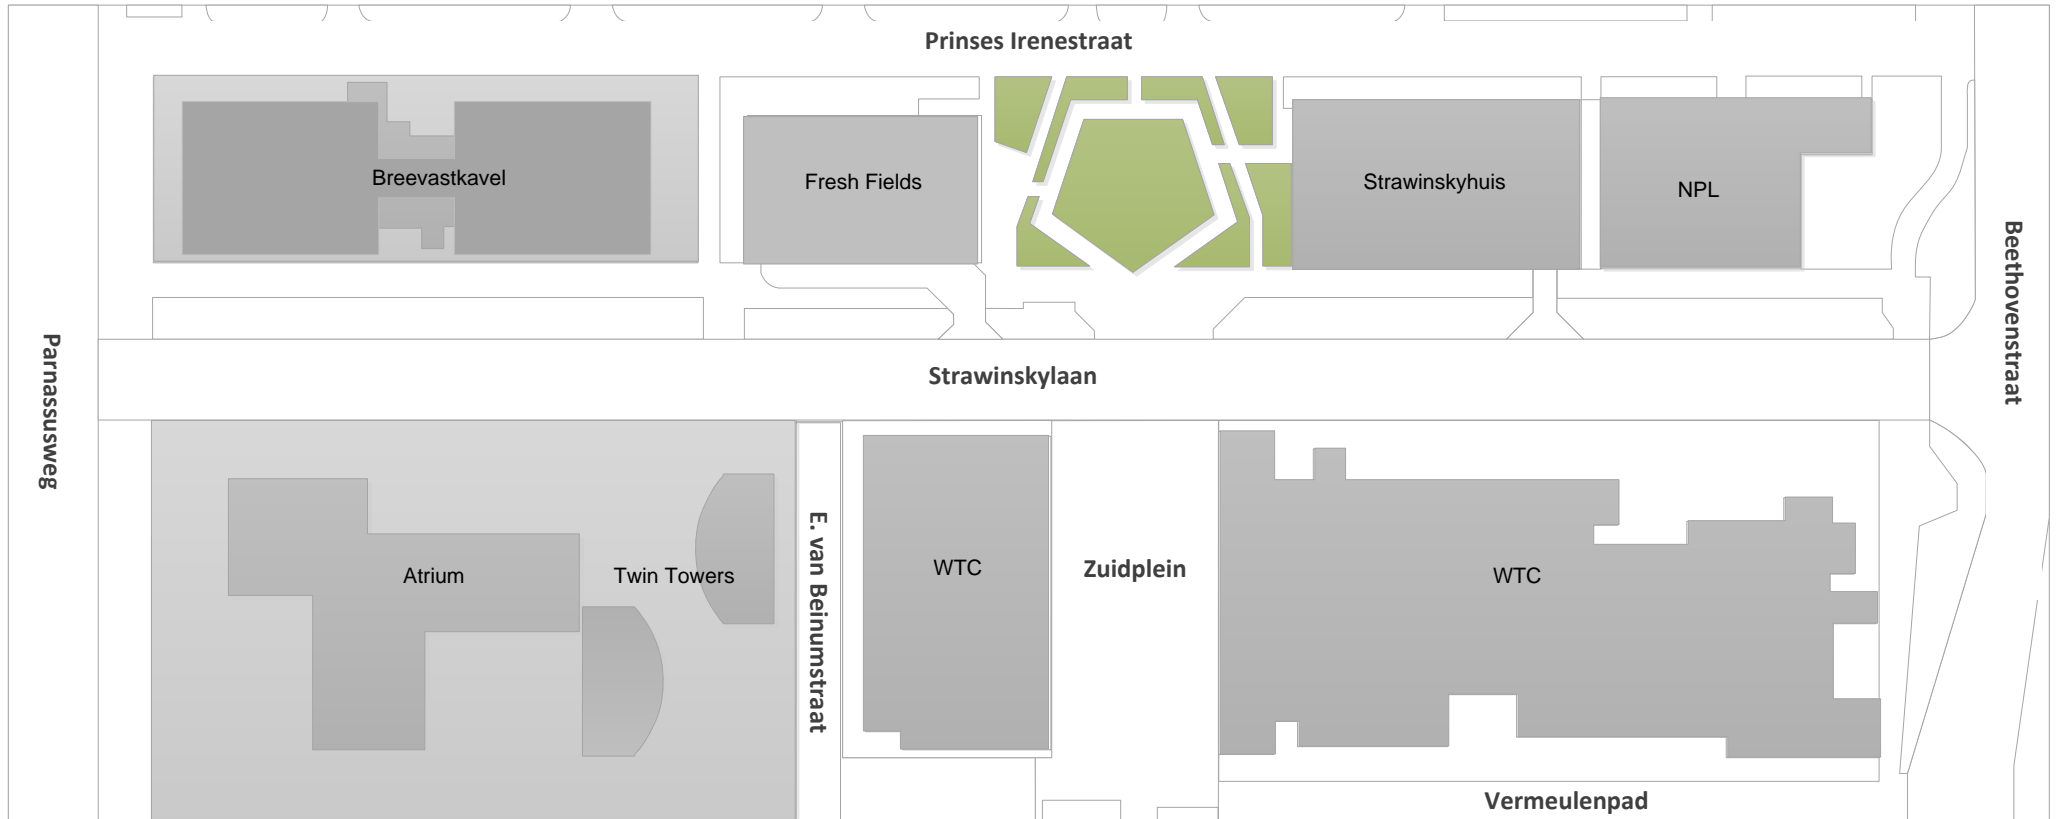 Prinses Irenestraat
Breevastkavel
Fresh Fields
Strawinskyhuis
NPL
Beethovenstraat
Parnassusweg
Strawinskylaan
Atrium
Twin Towers
E. van Beinumstraat
WTC
Zuidplein
WTC
Vermeulenpad